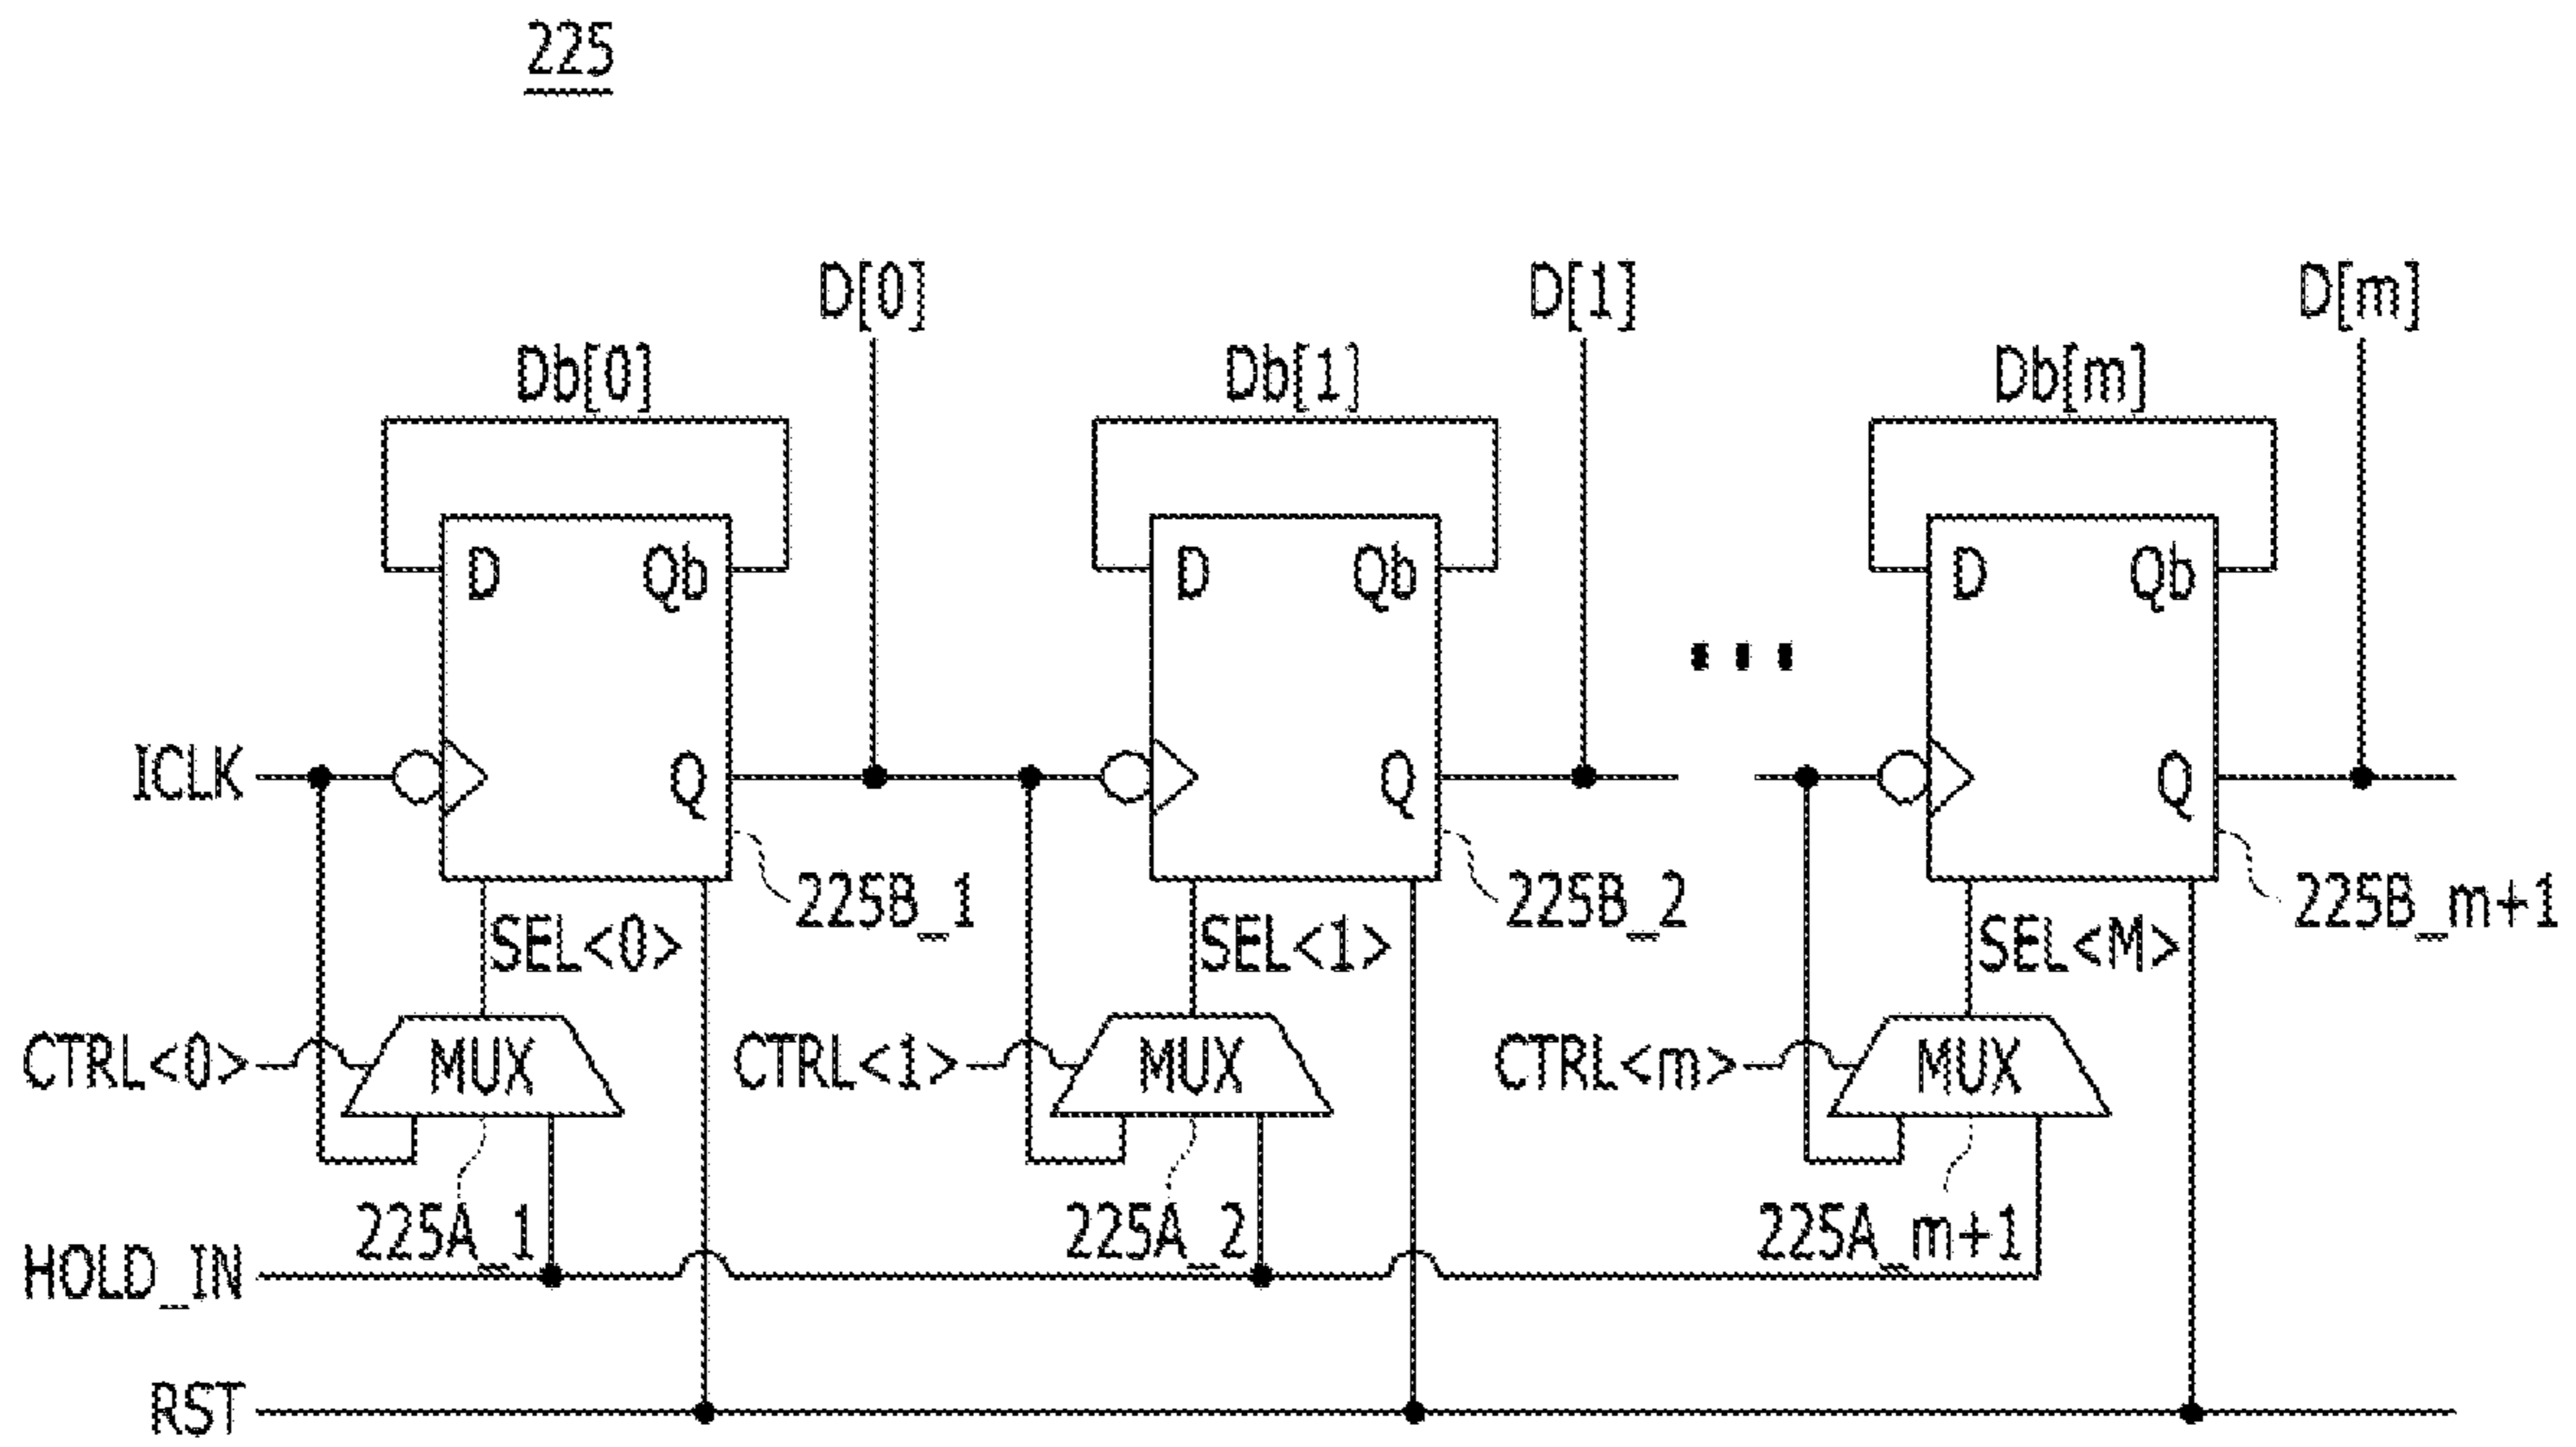 225
D[0] D[1] D[m]
Db[0] Db[1] Db[m]
D Qb D Qb D Qb
ICLK Q Q Q
225B_1 225B_2 225B_m+1
SEL<0> SEL<1> SEL<M>
CTRL<0> MUX CTRL<1> MUX CTRL<m> MUX
225A_1 225A_2 225A_m+1
HOLD_IN
RST